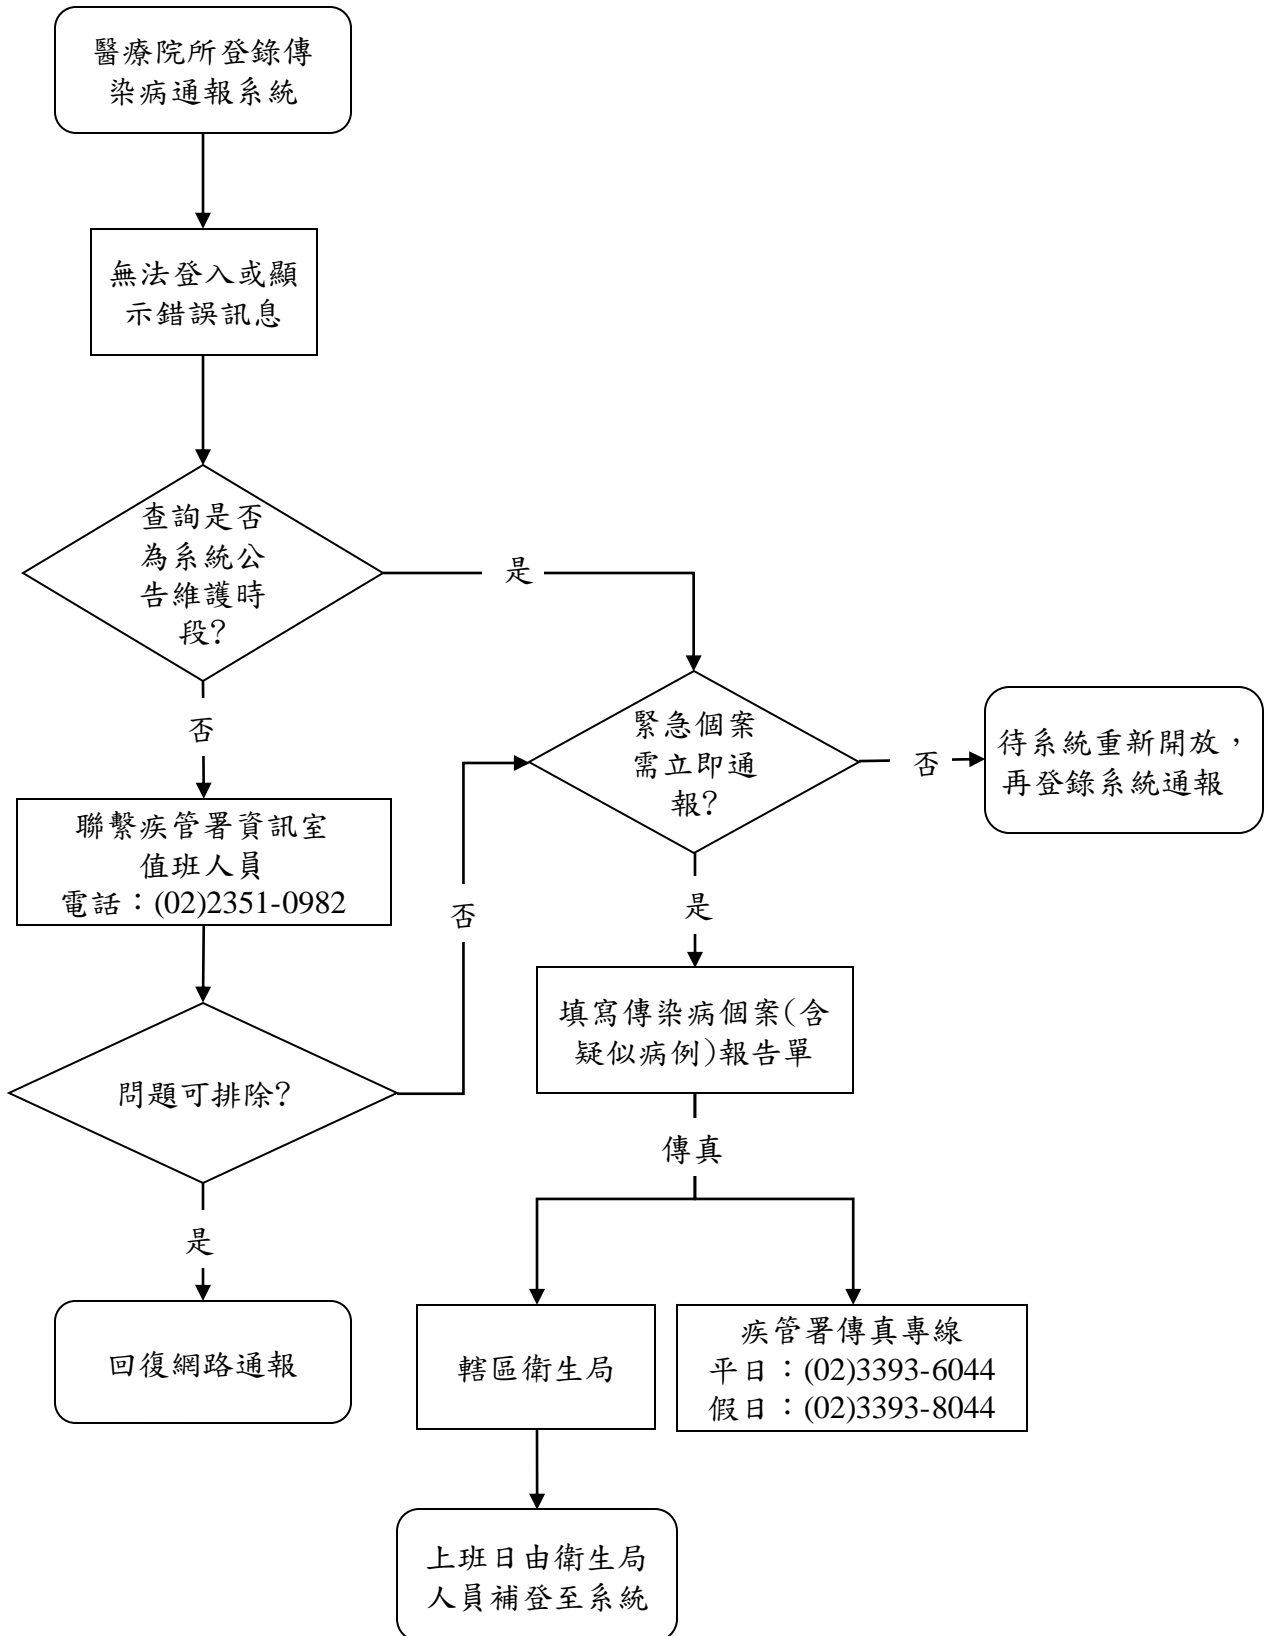 醫療院所登錄傳
染病通報系統
無法登入或顯
示錯誤訊息
查詢是否
為系統公
告維護時
段?
是
否
緊急個案
需立即通
報?
否
待系統重新開放，
再登錄系統通報
聯繫疾管署資訊室
值班人員
電話：(02)2351-0982
否
是
填寫傳染病個案(含
疑似病例)報告單
問題可排除?
傳真
是
回復網路通報
轄區衛生局
疾管署傳真專線
平日：(02)3393-6044
假日：(02)3393-8044
上班日由衛生局
人員補登至系統